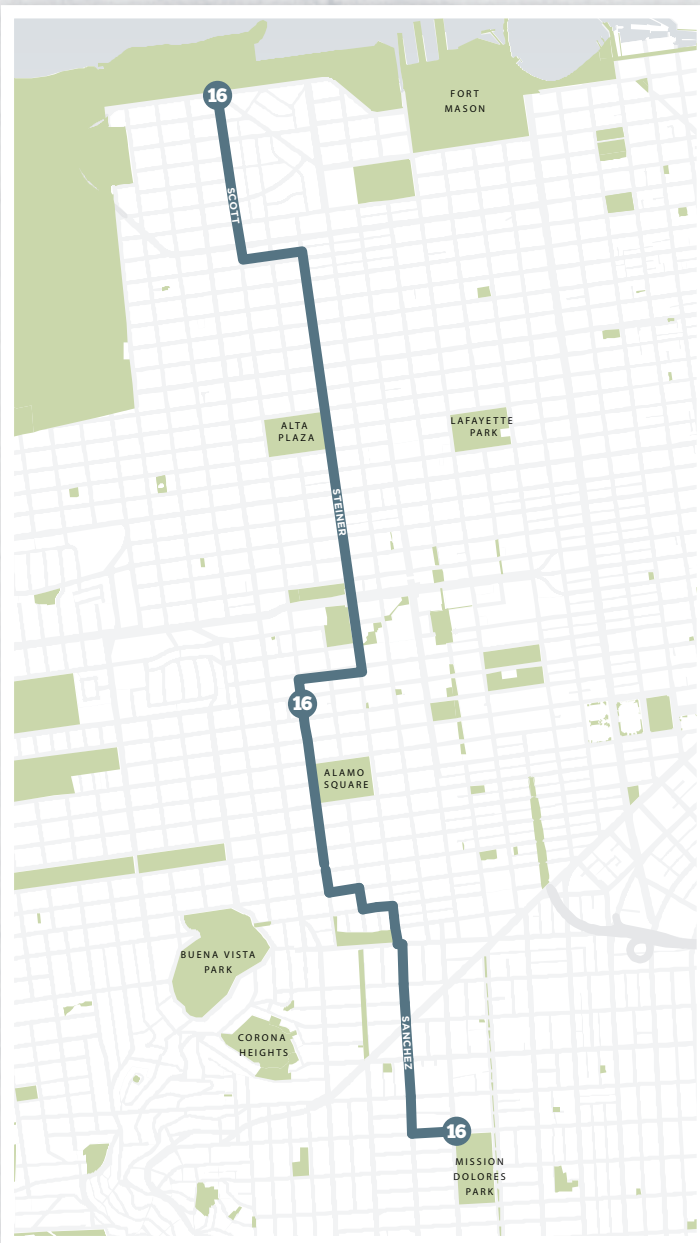 16
FORT
MASON
SCOTT
ALTA
PLAZA
LAFAYETTE
PARK
STEINER
16
ALAMO
SQUARE
BUENA VISTA
PARK
CORONA
HEIGHTS
SANCHEZ
16
MISSION
DOLORES
PARK